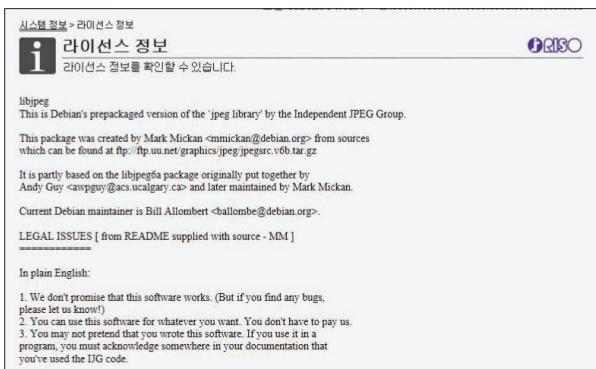 시스템 정보 > 라이선스 정보
라이선스 정보
RISO
라이선스 정보를 확인할 수 있습니다.
libjpeg
This is Debian's prepackaged version of the `jpeg library' by the Independent JPEG Group.
This package was created by Mark Mickan <mmickan@debian.org> from sources
which can be found at ftp://ftp.uu.net/graphics/jpeg/jpegsrc.v6b.tar.gz
It is partly based on the libjpeg6a package originally put together by
Andy Guy <awpguy@acs.ucalgary.ca> and later maintained by Mark Mickan.
Current Debian maintainer is Bill Allombert <ballombe@debian.org>.
LEGAL ISSUES [ from README supplied with source - MM ]
============
In plain English:
1. We don't promise that this software works. (But if you find any bugs,
please let us know!)
2. You can use this software for whatever you want. You don't have to pay us.
3. You may not pretend that you wrote this software. If you use it in a
program, you must acknowledge somewhere in your documentation that
you've used the IJG code.